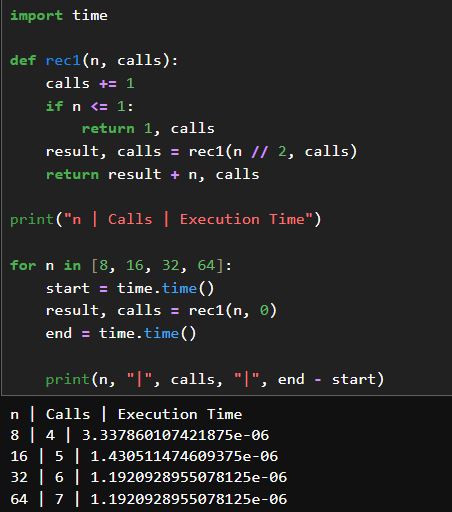 import time
def rec1(n, calls):
    calls += 1
    if n <= 1:
        return 1, calls
    result, calls = rec1(n // 2, calls)
    return result + n, calls
print("n | Calls | Execution Time")
for n in [8, 16, 32, 64]:
    start = time.time()
    result, calls = rec1(n, 0)
    end = time.time()
    print(n, "|", calls, "|", end - start)
n | Calls | Execution Time
8 | 4 | 3.337860107421875e-06
16 | 5 | 1.430511474609375e-06
32 | 6 | 1.1920928955078125e-06
64 | 7 | 1.1920928955078125e-06